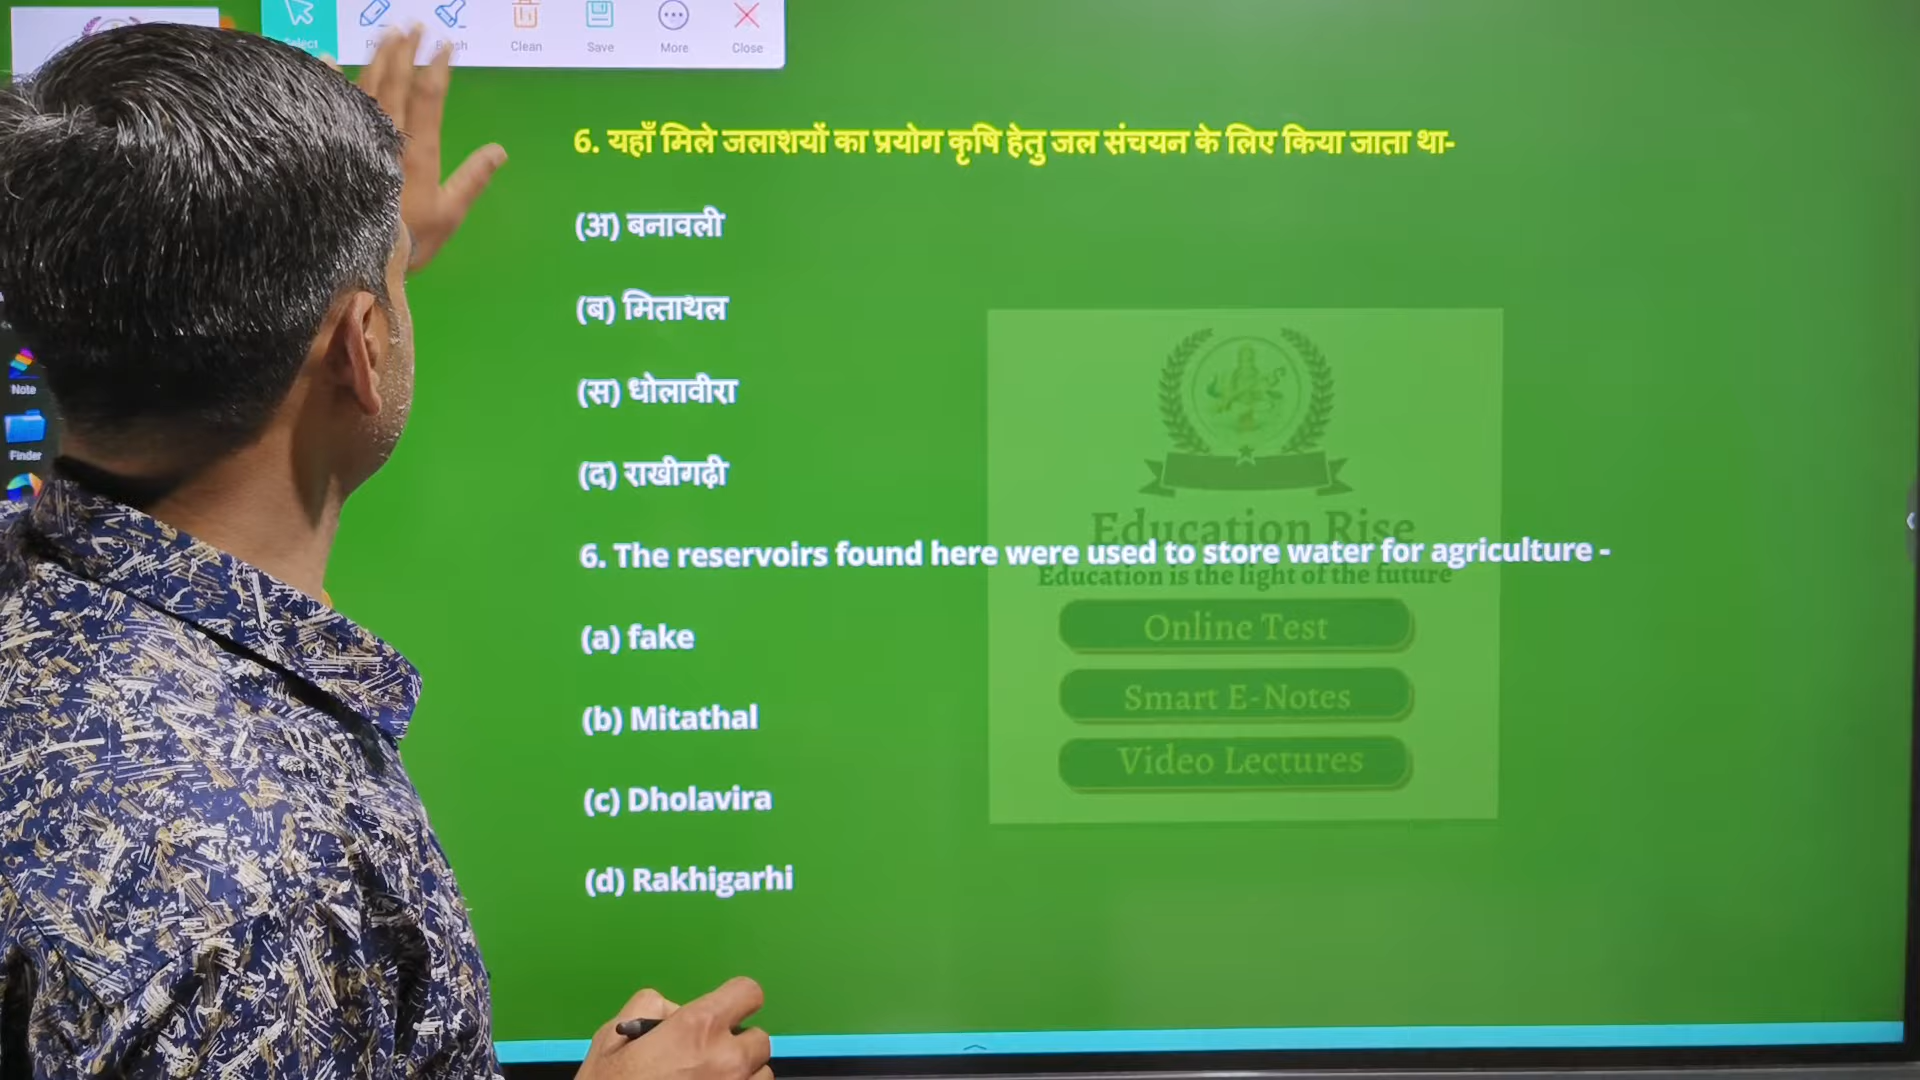 Select
Clean
Save
More
Close
6. यहाँ मिले जलाशयों का प्रयोग कृषि हेतु जल संचयन के लिए किया जाता था-
(अ) बनावली
(ब) मिताथल
(स) धोलावीरा
(द) राखीगढ़ी
Note
Finder
6. The reservoirs found here were used to store water for agriculture -
(a) fake
(b) Mitathal
(c) Dholavira
(d) Rakhigarhi
Education Rise
Education is the light of the future
Online Test
Smart E-Notes
Video Lectures